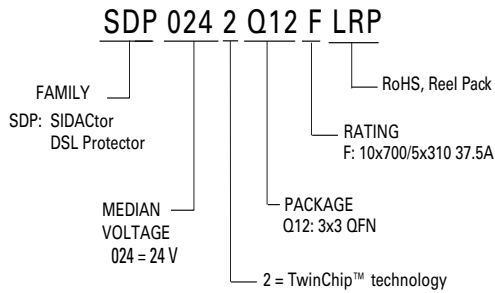 SDP 024 2 Q12 F LRP
RoHS, Reel Pack
FAMILY
SDP: SIDACtor
DSL Protector
RATING
F: 10x700/5x310 37.5A
MEDIAN
VOLTAGE
024 = 24 V
PACKAGE
Q12: 3x3 QFN
2 = TwinChip™ technology